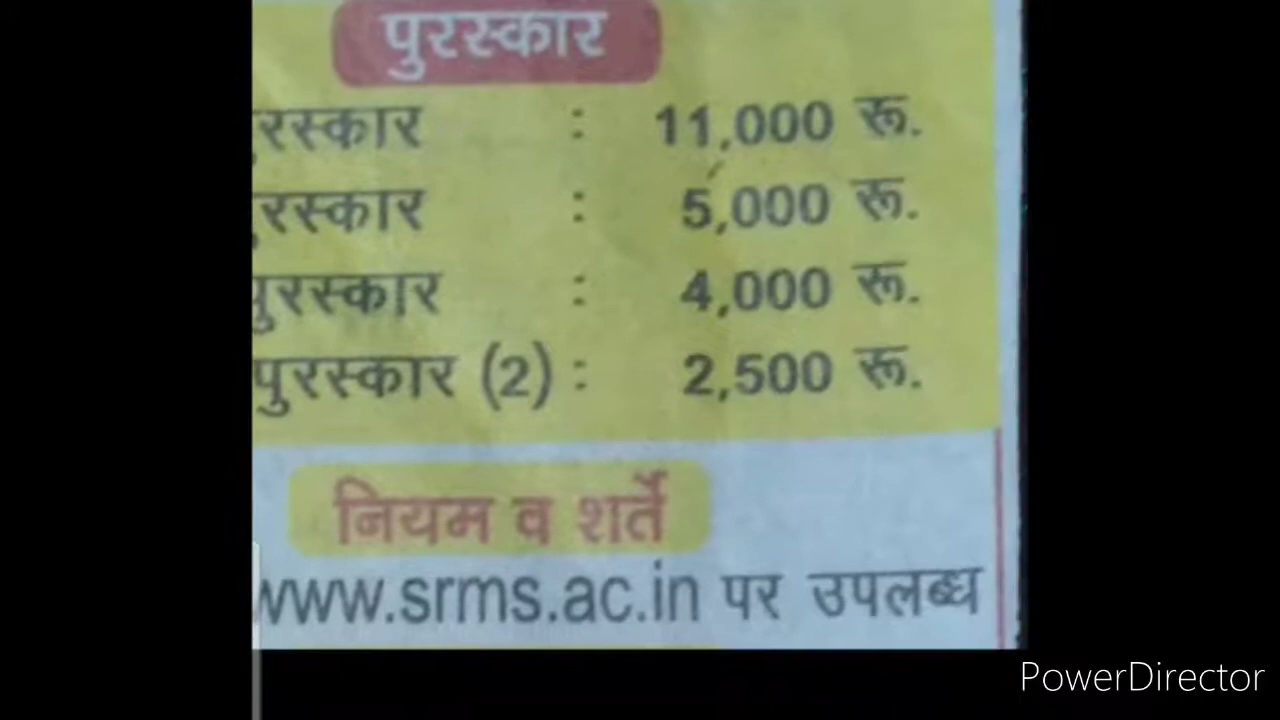 पुरस्कार
पुरस्कार : 11,000 रू.
पुरस्कार : 5,000 रू.
पुरस्कार : 4,000 रू.
पुरस्कार (2) : 2,500 रू.
नियम व शर्ते
www.srms.ac.in पर उपलब्ध
PowerDirector